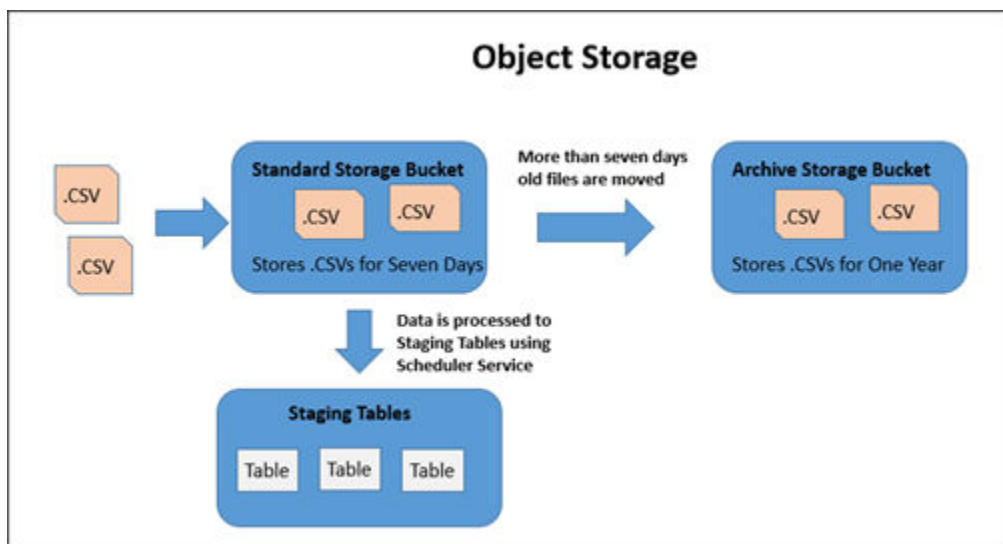 Object Storage
.CSV
.CSV
Standard Storage Bucket
.CSV
.CSV
Stores .CSVs for Seven Days
More than seven days
old files are moved
Archive Storage Bucket
.CSV
.CSV
Stores .CSVs for One Year
Data is processed to
Staging Tables using
Scheduler Service
Staging Tables
Table
Table
Table